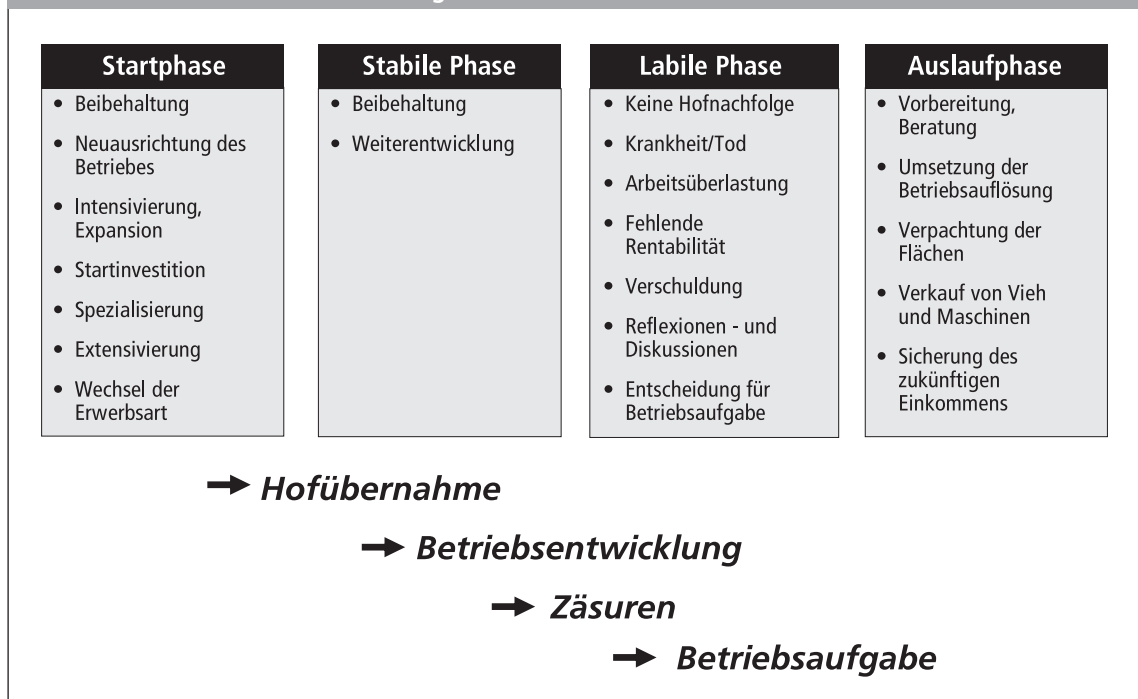 Startphase
• Beibehaltung
• Neuausrichtung des
Betriebes
• Intensivierung,
Expansion
• Startinvestition
• Spezialisierung
• Extensivierung
• Wechsel der
Erwerbsart
Stabile Phase
• Beibehaltung
• Weiterentwicklung
Labile Phase
• Keine Hofnachfolge
• Krankheit/Tod
• Arbeitsüberlastung
• Fehlende
Rentabilität
• Verschuldung
• Reflexionen - und
Diskussionen
• Entscheidung für
Betriebsaufgabe
Auslaufphase
• Vorbereitung,
Beratung
• Umsetzung der
Betriebsauflösung
• Verpachtung der
Flächen
• Verkauf von Vieh
und Maschinen
• Sicherung des
zukünftigen
Einkommens
➞ Hofübernahme
➞ Betriebsentwicklung
➞ Zäsuren
➞ Betriebsaufgabe